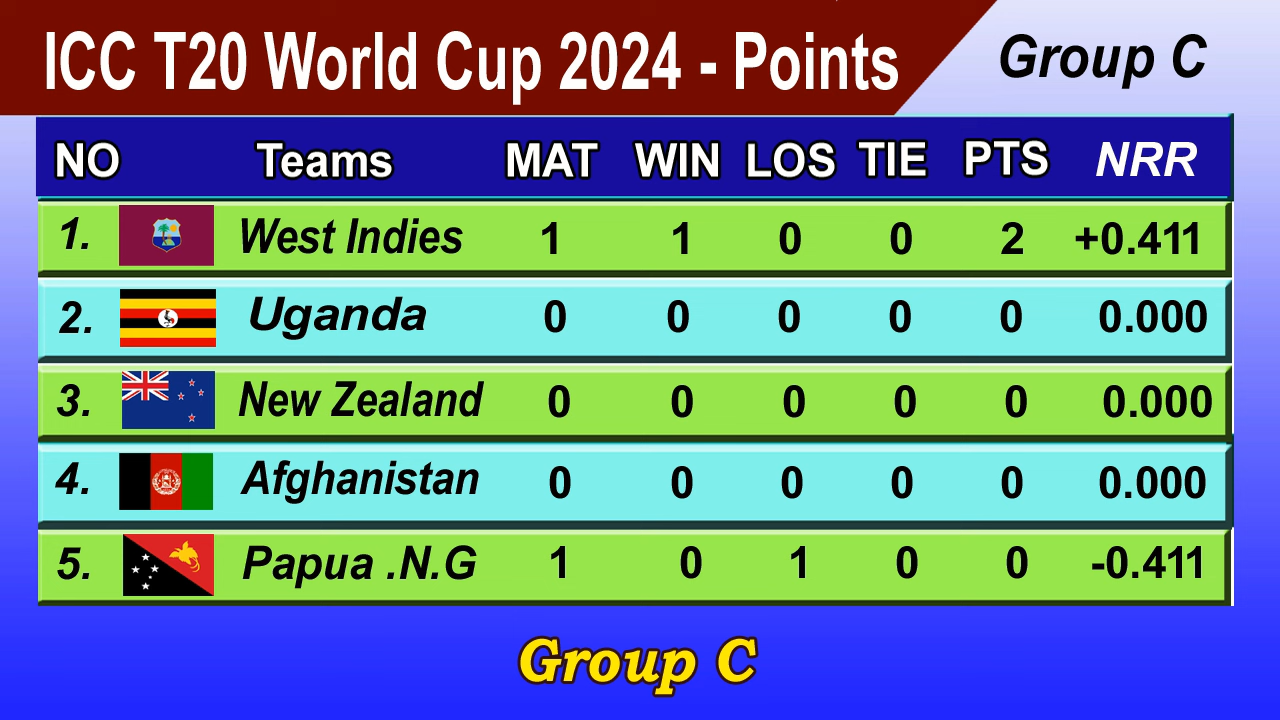 ICC T20 World Cup 2024 - Points Group C
NO Teams MAT WIN LOS TIE PTS NRR
1. West Indies 1 1 0 0 2 +0.411
2. Uganda 0 0 0 0 0 0.000
3. New Zealand 0 0 0 0 0 0.000
4. Afghanistan 0 0 0 0 0 0.000
5. Papua .N.G 1 0 1 0 0 -0.411
Group C